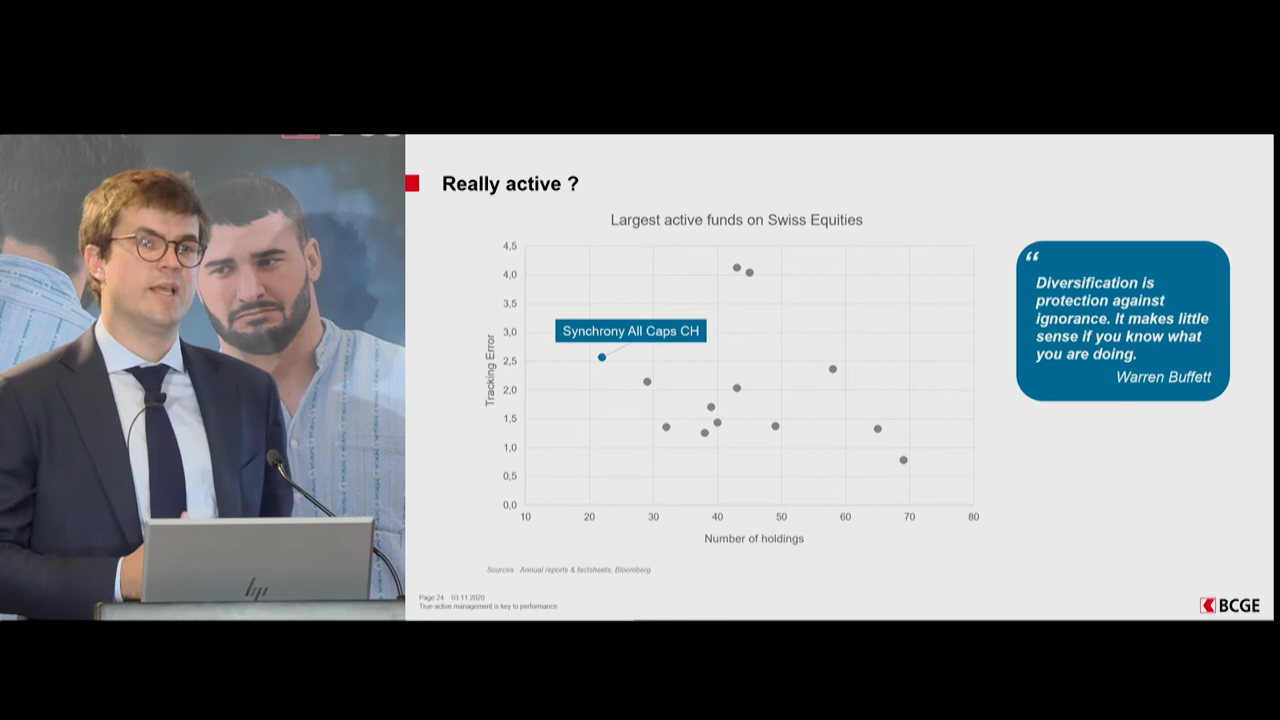 BCGE
Really active ?
Largest active funds on Swiss Equities
4,5
4,0
3,5
3,0
2,5
2,0
1,5
1,0
0,5
0,0
Tracking Error
Synchrony All Caps CH
10 20 30 40 50 60 70 80
Number of holdings
“
Diversification is
protection against
ignorance. It makes little
sense if you know what
you are doing.
Warren Buffett
Sources : Annual reports & factsheets, Bloomberg
Page 24 03.11.2020
True active management is key to performance
BCGE
hp